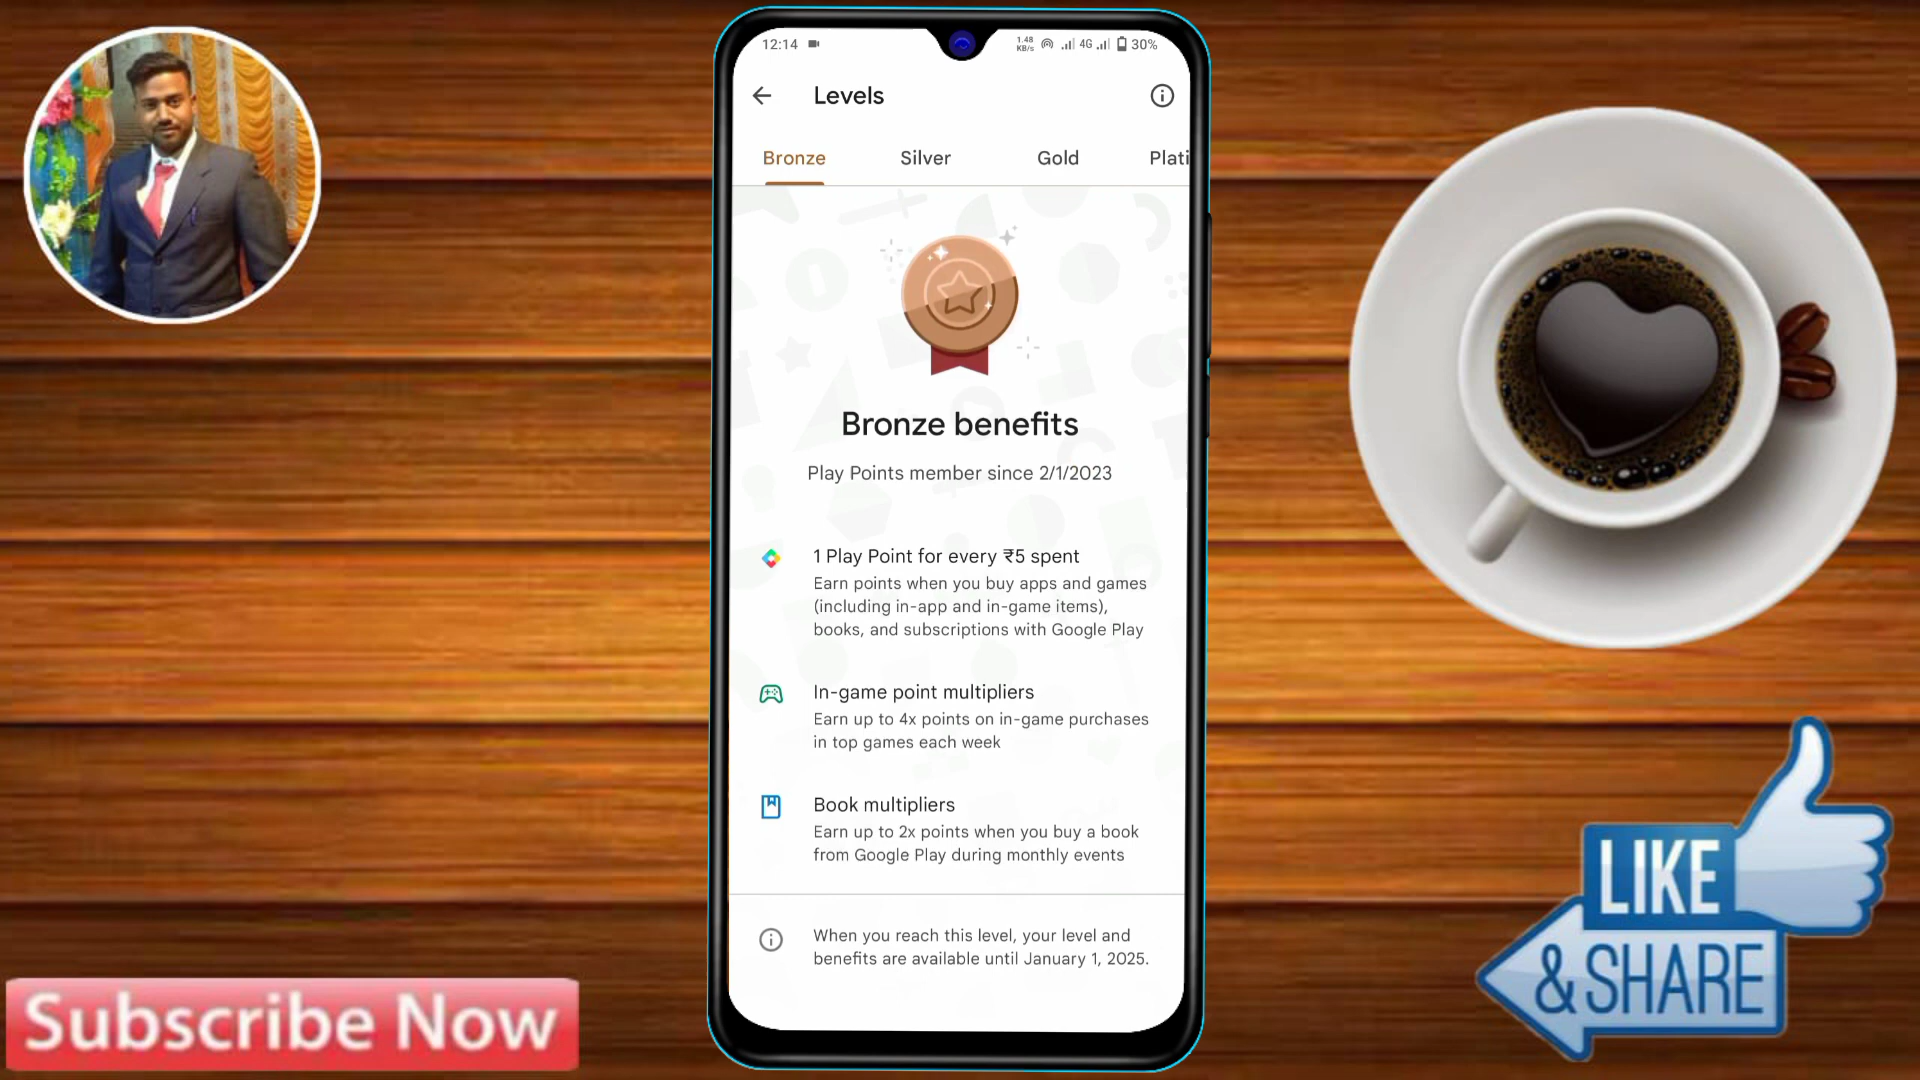 12:14
1.48
KB/s
4G
30%
Levels
Bronze
Silver
Gold
Plati
Bronze benefits
Play Points member since 2/1/2023
1 Play Point for every ₹5 spent
Earn points when you buy apps and games
(including in-app and in-game items),
books, and subscriptions with Google Play
In-game point multipliers
Earn up to 4x points on in-game purchases
in top games each week
Book multipliers
Earn up to 2x points when you buy a book
from Google Play during monthly events
When you reach this level, your level and
benefits are available until January 1, 2025.
Subscribe Now
LIKE
& SHARE